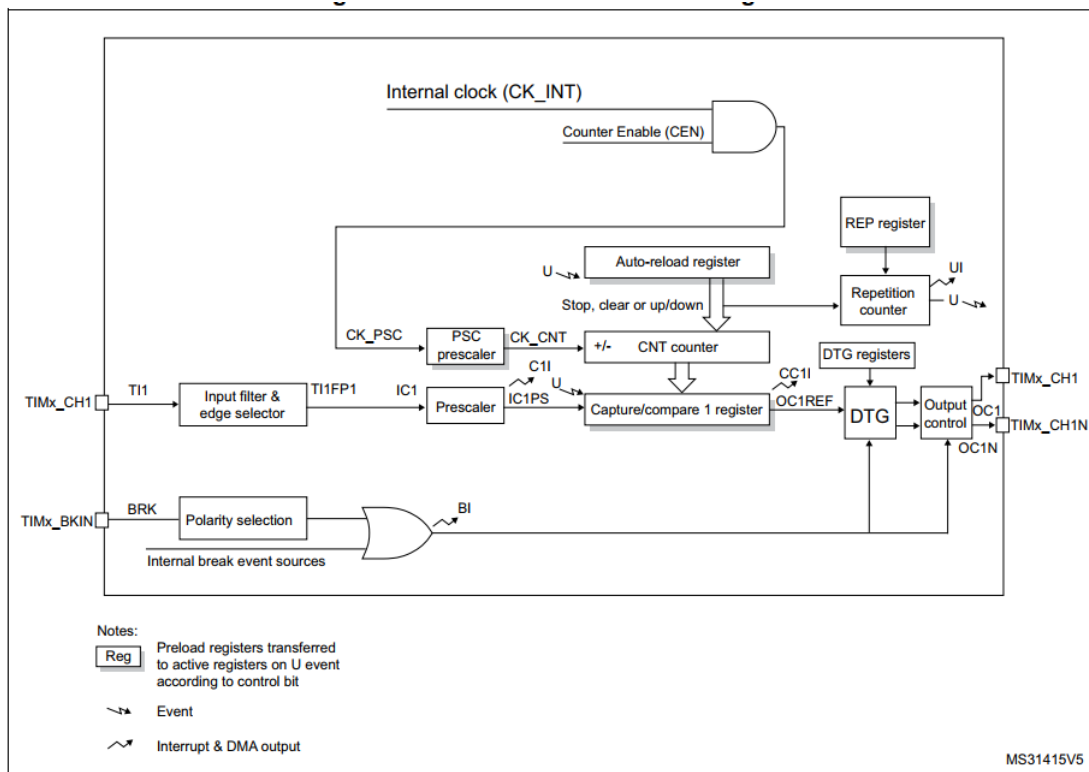 Internal clock (CK_INT)
Counter Enable (CEN)
REP register
Auto-reload register
U
UI
Stop, clear or up/down
Repetition
counter
U
CK_PSC
PSC
prescaler
CK_CNT
+/-
CNT counter
DTG registers
TIMx_CH1
TI1
Input filter &
edge selector
TI1FP1
IC1
Prescaler
C1I
IC1PS
U
Capture/compare 1 register
CC1I
OC1REF
DTG
Output
control
OC1
TIMx_CH1
TIMx_CH1N
OC1N
TIMx_BKIN
BRK
Polarity selection
BI
Internal break event sources
Notes:
Reg
Preload registers transferred
to active registers on U event
according to control bit
Event
Interrupt & DMA output
MS31415V5